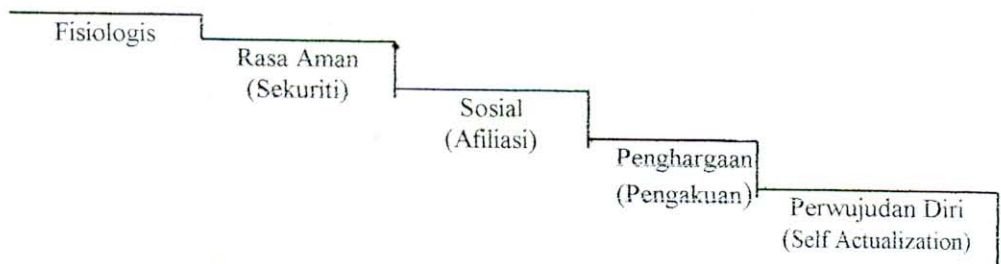 Fisiologis
Rasa Aman
(Sekuriti)
Sosial
(Afiliasi)
Penghargaan
(Pengakuan)
Perwujudan Diri
(Self Actualization)